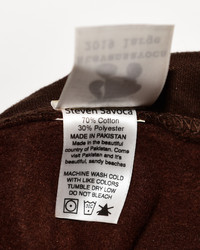 Steven Savoca
70% Cotton
30% Polyester
MADE IN PAKISTAN
Made in the beautiful
country of Pakistan. Come
visit Pakistan and it's
beautiful, sandy beaches
MACHINE WASH COLD
WITH LIKE COLORS
TUMBLE DRY LOW
DO NOT BLEACH